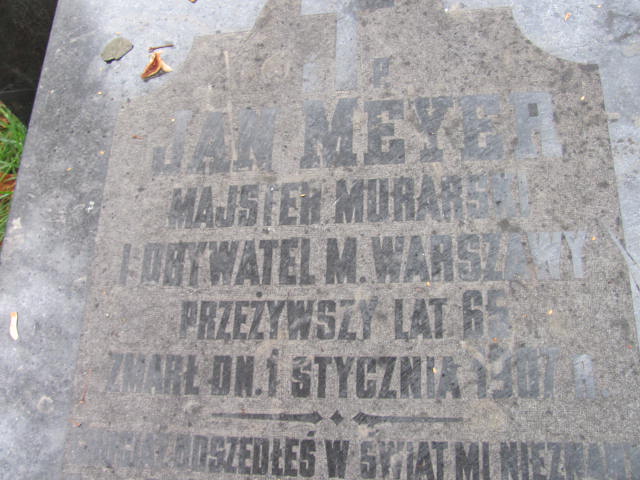 P
JAN MEYER
MAJSTER MURARSKI
I OBYWATEL M. WARSZAWY
PRZEŻYWSZY LAT 65
ZMARŁ DN. 1 STYCZNIA 1907 R.
ODSZEDŁEŚ W ŚWIAT MI NIEZNANY